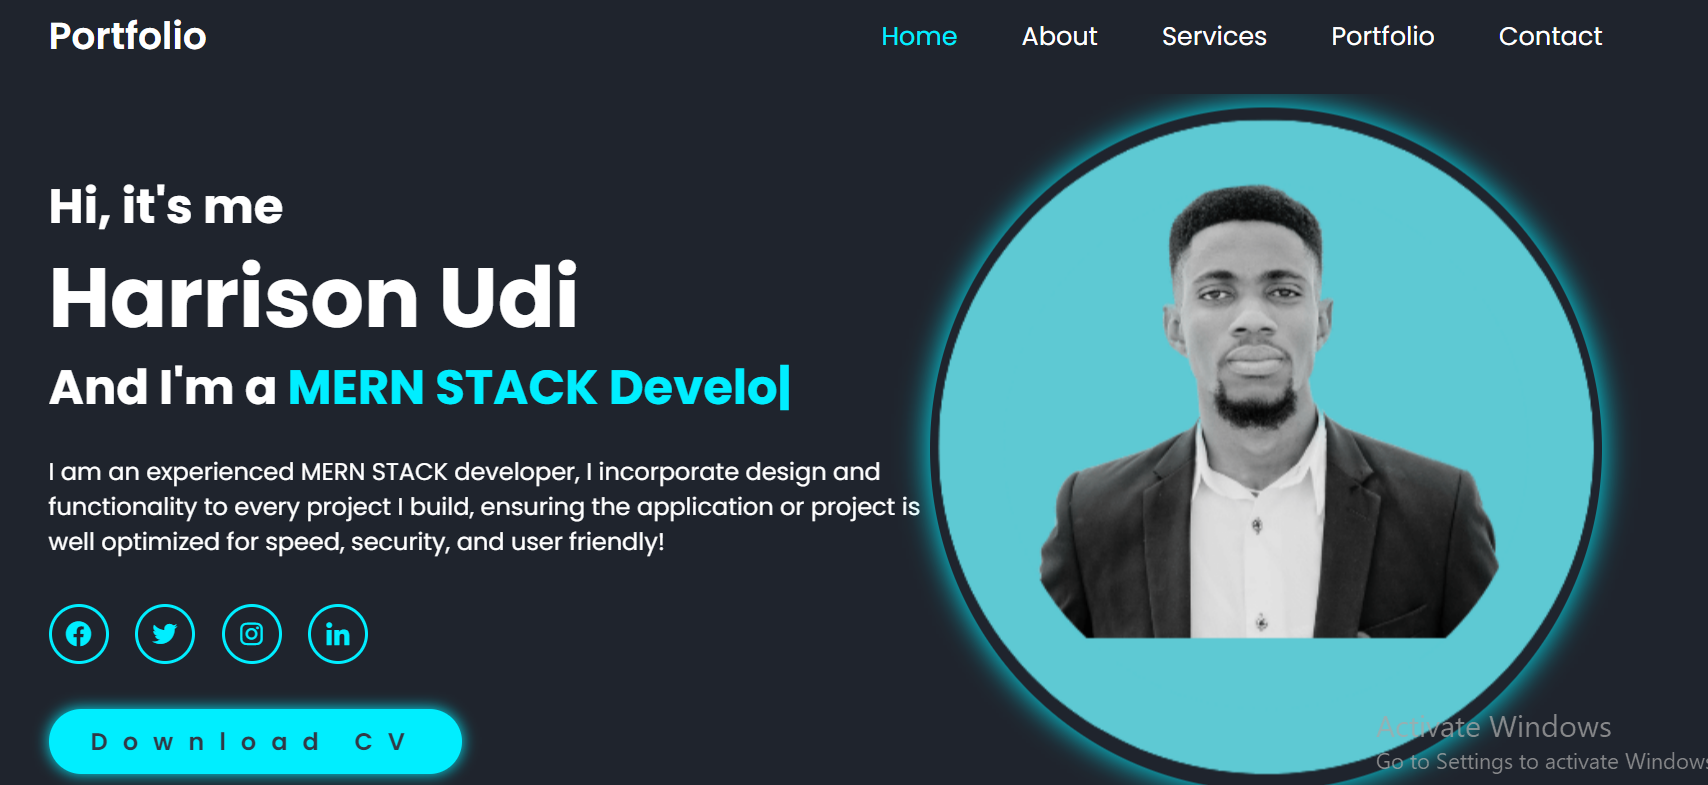 Portfolio
Home About Services Portfolio Contact
Hi, it's me
Harrison Udi
And I'm a MERN STACK Develo|
I am an experienced MERN STACK developer, I incorporate design and
functionality to every project I build, ensuring the application or project is
well optimized for speed, security, and user friendly!
in
Download CV
Activate Windows
Go to Settings to activate Windows